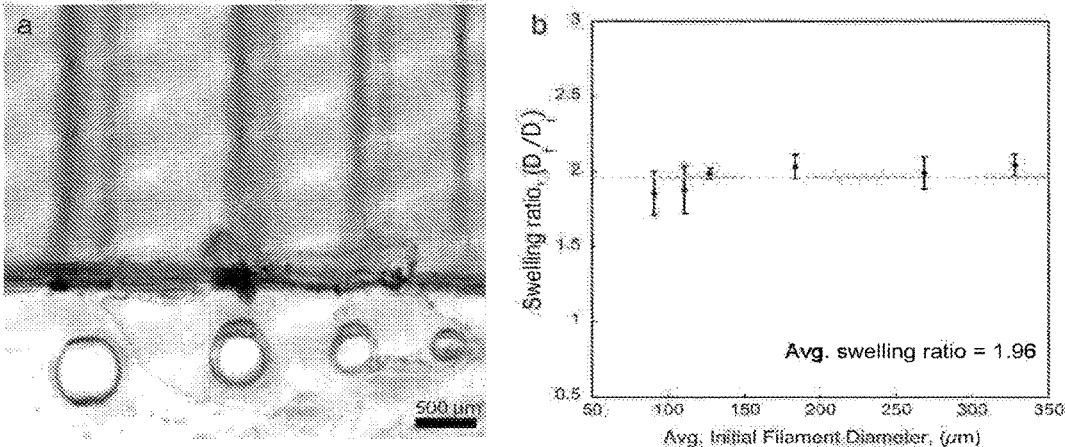 a
500 µm
b
3
2.5
2
1.5
1
0.5
Swelling ratio, (D_f/D_i)
Avg. swelling ratio = 1.96
50 100 150 200 250 300 350
Avg. Initial Filament Diameter, (µm)